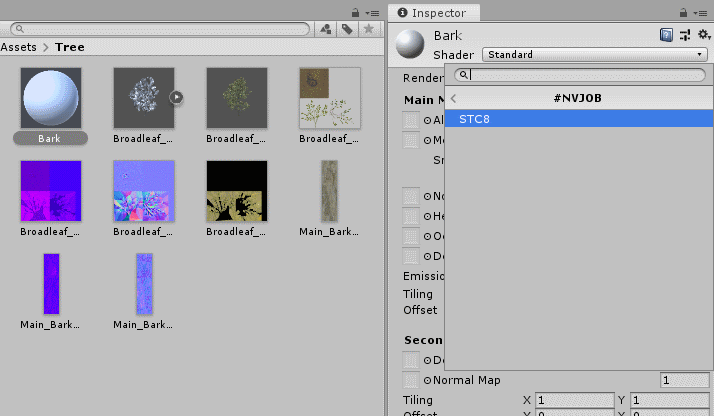 Inspector
Assets > Tree
Bark
Shader Standard
Render
#NVJOB
STC8
Main M
Al
Me
Sm
No
He
Oc
De
Emissio
Tiling
Offset
Bark
Broadleaf_...
Broadleaf_...
Broadleaf_...
Broadleaf_...
Broadleaf_...
Broadleaf_...
Main_Bark...
Main_Bark...
Main_Bark...
Secon
De
Normal Map 1
Tiling X 1 Y 1
Offset X 0 Y 0